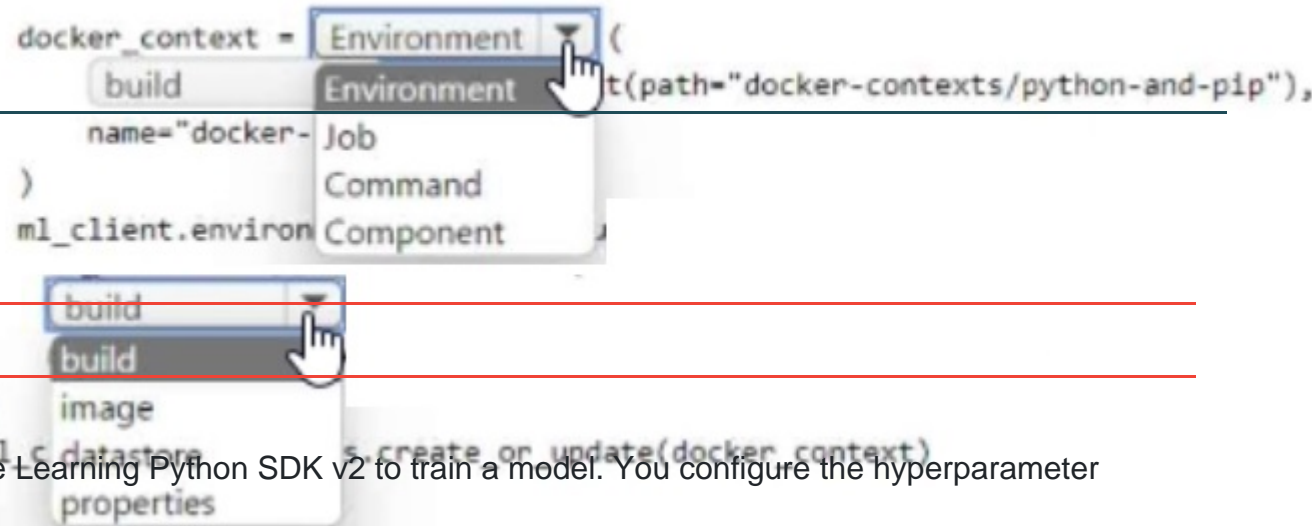 docker_context = Environment (
build Environment t(path="docker-contexts/python-and-pip"),
name="docker- Job
) Command
ml_client.environ Component
build
build
image
datastore s.create_or_update(docker_context)
e Learning Python SDK v2 to train a model. You configure the hyperparameter
properties